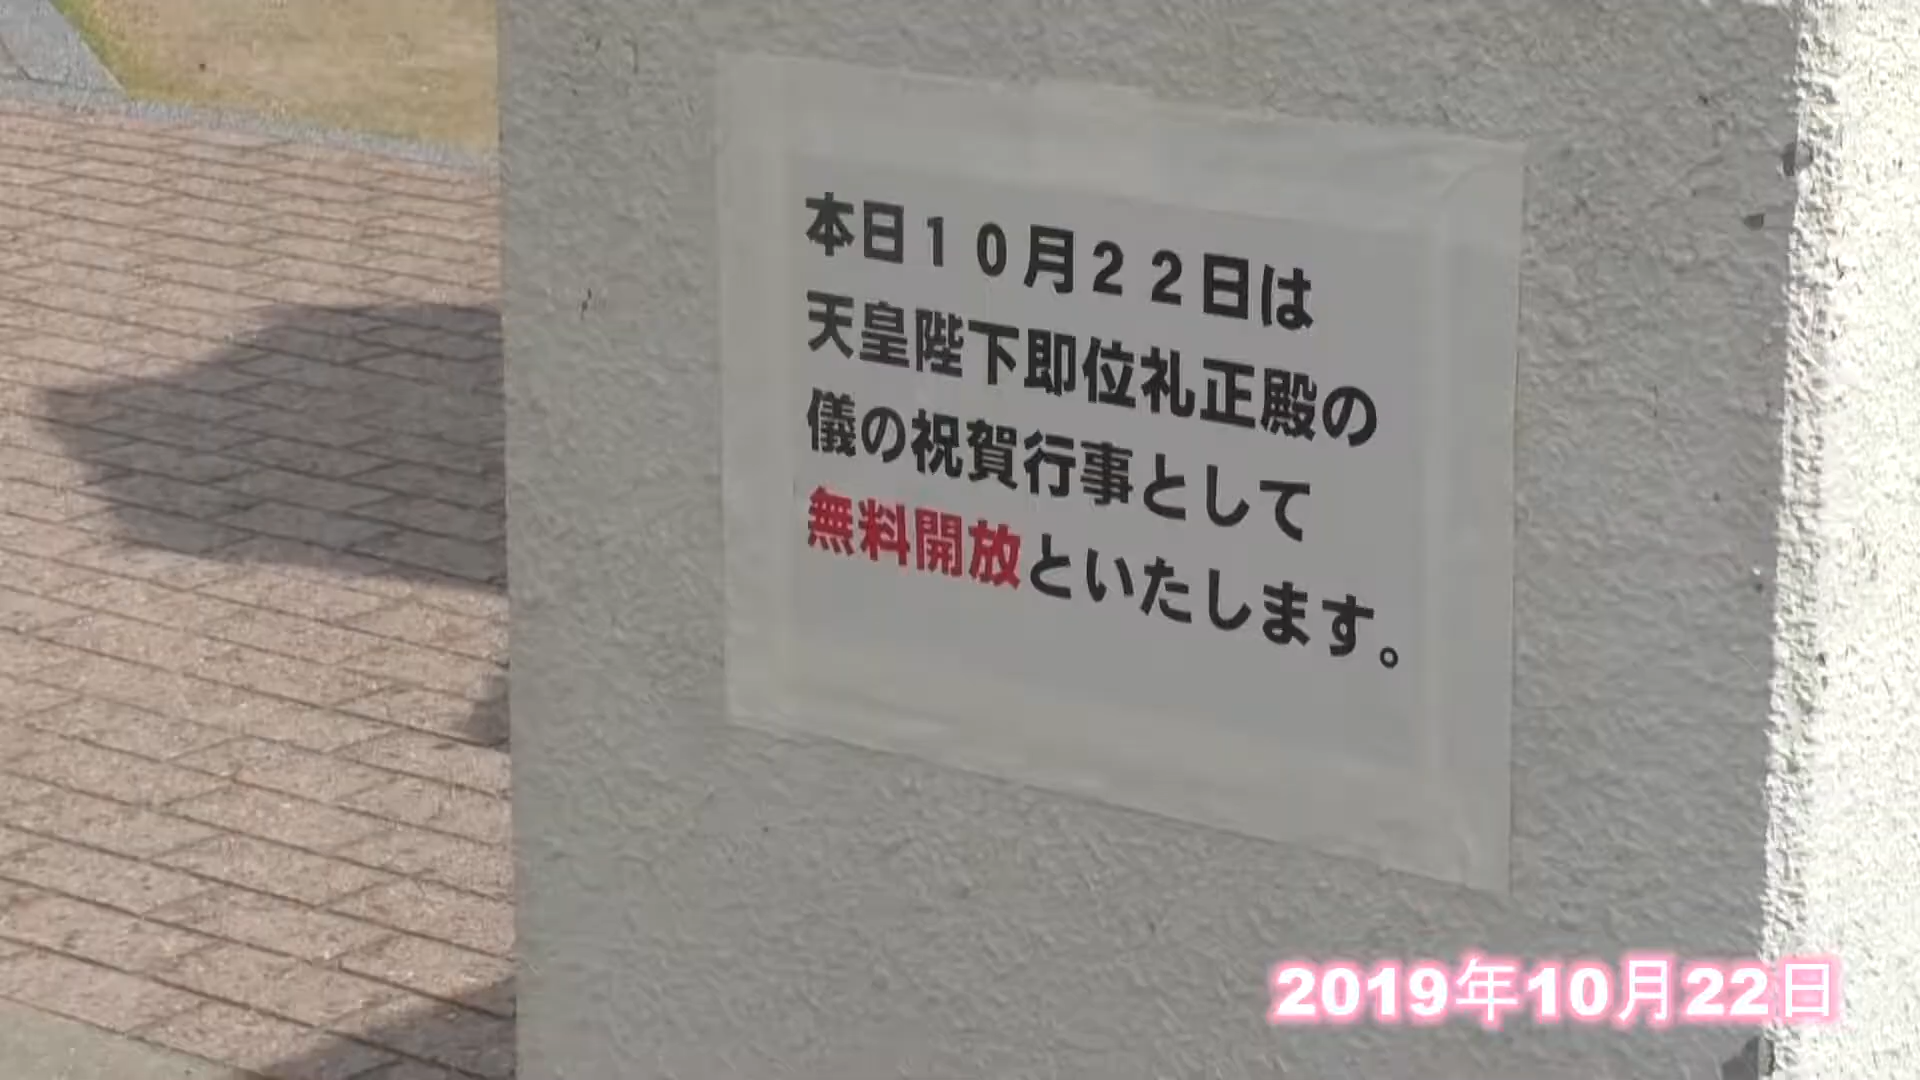 本日１０月２２日は
天皇陛下即位礼正殿の
儀の祝賀行事として
無料開放といたします。
2019年10月22日